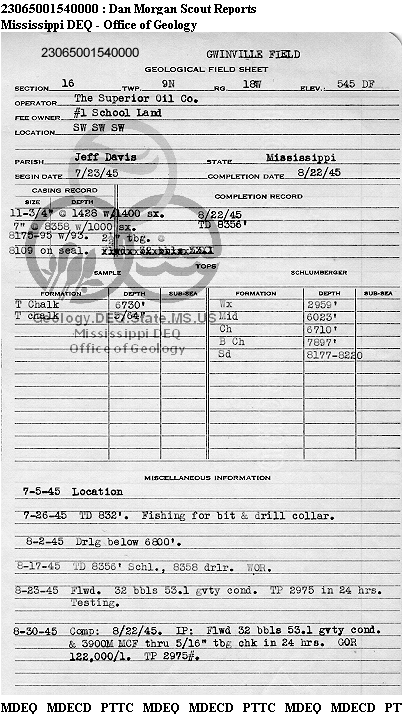 23065001540000 : Dan Morgan Scout Reports
Mississippi DEQ - Office of Geology
23065001540000 GWINVILLE FIELD
GEOLOGICAL FIELD SHEET
SECTION 16 TWP. 9N RG. 18W ELEV. 545 DF
OPERATOR The Superior Oil Co.
FEE OWNER #1 School Land
LOCATION SW SW SW
PARISH Jeff Davis STATE Mississippi
BEGIN DATE 7/23/45 COMPLETION DATE 8/22/45
CASING RECORD COMPLETION RECORD
SIZE DEPTH
11-3/4" @ 1428 w/1400 sx. 8/22/45
7" @ 8358 w/1000 sx. TD 8356'
8175-95 w/93. 2½" tbg. @
8109 on seal.
TOPS
SAMPLE SCHLUMBERGER
FORMATION DEPTH SUB-SEA FORMATION DEPTH SUB-SEA
T Chalk 6730' Wx 2959'
T chalk Mid 6023'
Geology.DEQ.State.MS.US Ch 6710'
Mississippi DEQ B Ch 7897'
Office of Geology Sd 8177-8220
MISCELLANEOUS INFORMATION
7-5-45 Location
7-26-45 TD 832'. Fishing for bit & drill collar.
8-2-45 Drlg below 6800'.
8-17-45 TD 8356' Schl., 8358 drlr. WOR.
8-23-45 Flwd. 32 bbls 53.1 gvty cond. TP 2975 in 24 hrs.
Testing.
8-30-45 Comp: 8/22/45. IP: Flwd 32 bbls 53.1 gvty cond.
& 3900M MCF thru 5/16" tbg chk in 24 hrs. GOR
122,000/1. TP 2975#.
MDEQ MDECD PTTC MDEQ MDECD PTTC MDEQ MDECD PT